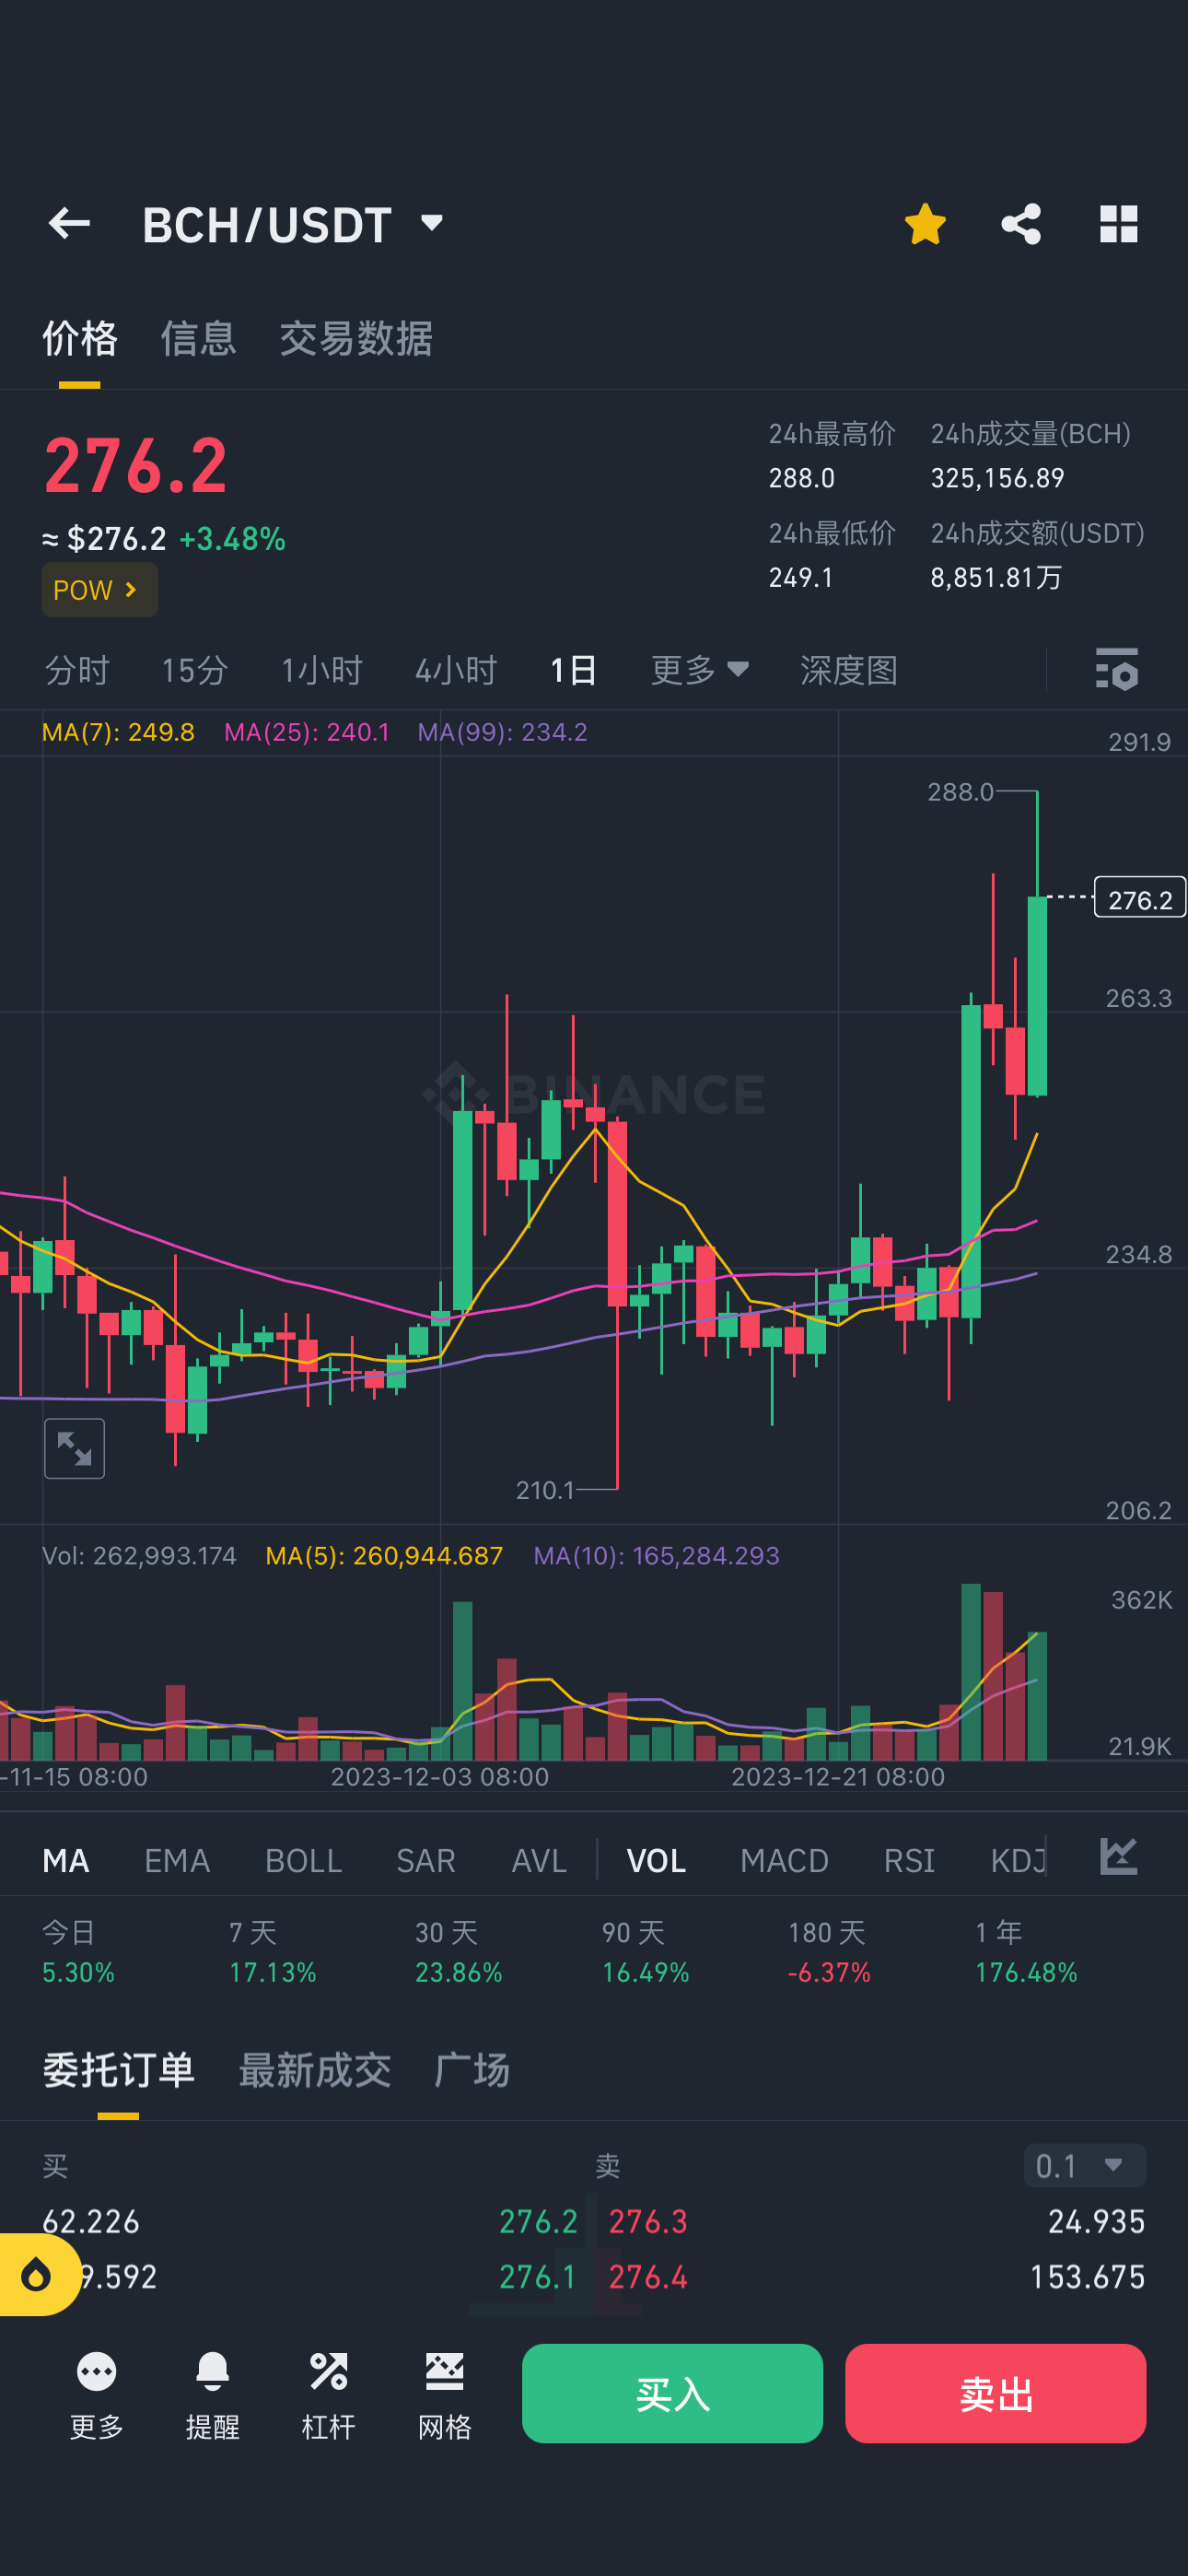 BCH/USDT
价格 信息 交易数据
276.2
≈ $276.2 +3.48%
POW
24h最高价 24h成交量(BCH)
288.0 325,156.89
24h最低价 24h成交额(USDT)
249.1 8,851.81万
分时 15分 1小时 4小时 1日 更多 深度图
MA(7): 249.8 MA(25): 240.1 MA(99): 234.2
291.9
288.0
276.2
263.3
BINANCE
234.8
210.1
206.2
Vol: 262,993.174 MA(5): 260,944.687 MA(10): 165,284.293
362K
21.9K
-11-15 08:00 2023-12-03 08:00 2023-12-21 08:00
MA EMA BOLL SAR AVL VOL MACD RSI KDJ
今日 7 天 30 天 90 天 180 天 1 年
5.30% 17.13% 23.86% 16.49% -6.37% 176.48%
委托订单 最新成交 广场
买 卖 0.1
62.226 276.2 276.3 24.935
9.592 276.1 276.4 153.675
更多 提醒 杠杆 网格 买入 卖出